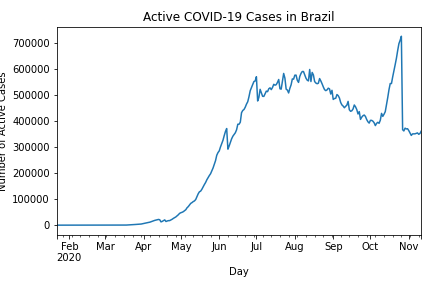 Active COVID-19 Cases in Brazil
Number of Active Cases
700000
600000
500000
400000
300000
200000
100000
0
Feb Mar Apr May Jun Jul Aug Sep Oct Nov
2020
Day